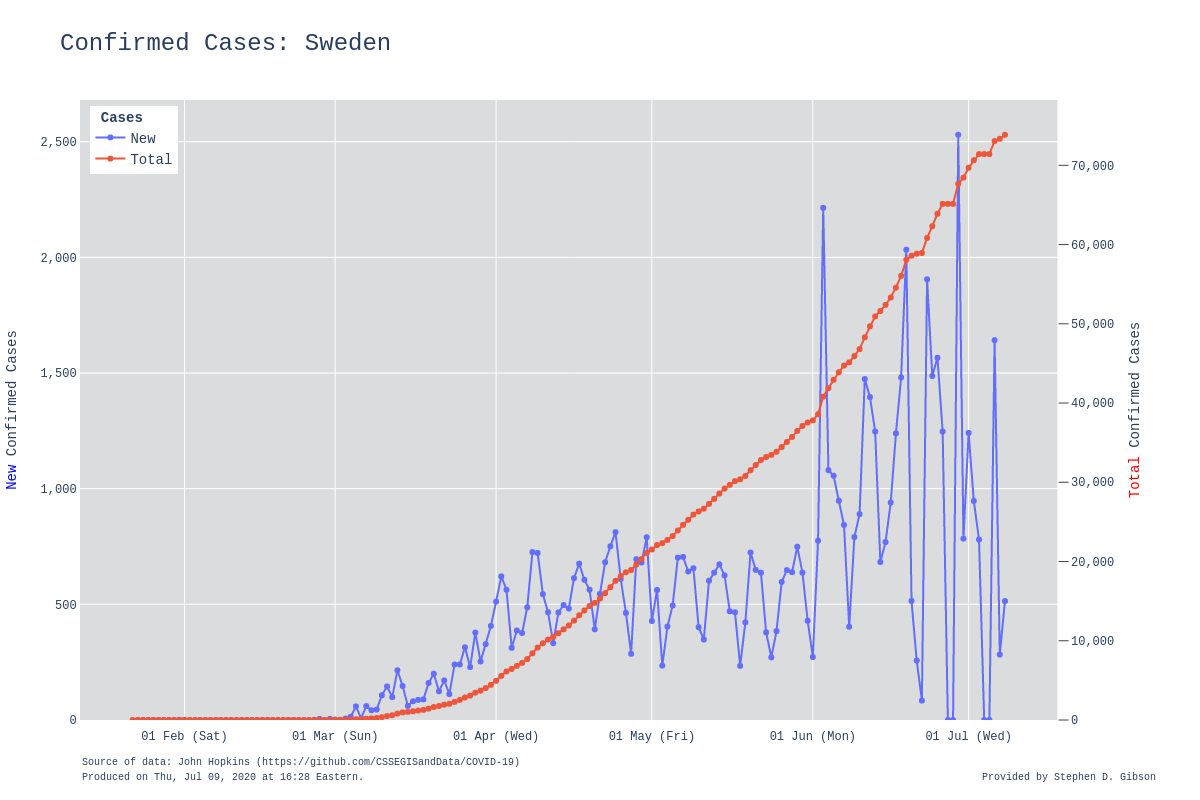 Confirmed Cases: Sweden
Cases
New
Total
2,500
2,000
1,500
1,000
500
0
New Confirmed Cases
70,000
60,000
50,000
40,000
30,000
20,000
10,000
0
Total Confirmed Cases
01 Feb (Sat)
01 Mar (Sun)
01 Apr (Wed)
01 May (Fri)
01 Jun (Mon)
01 Jul (Wed)
Source of data: John Hopkins (https://github.com/CSSEGISandData/COVID-19)
Produced on Thu, Jul 09, 2020 at 16:28 Eastern.
Provided by Stephen D. Gibson